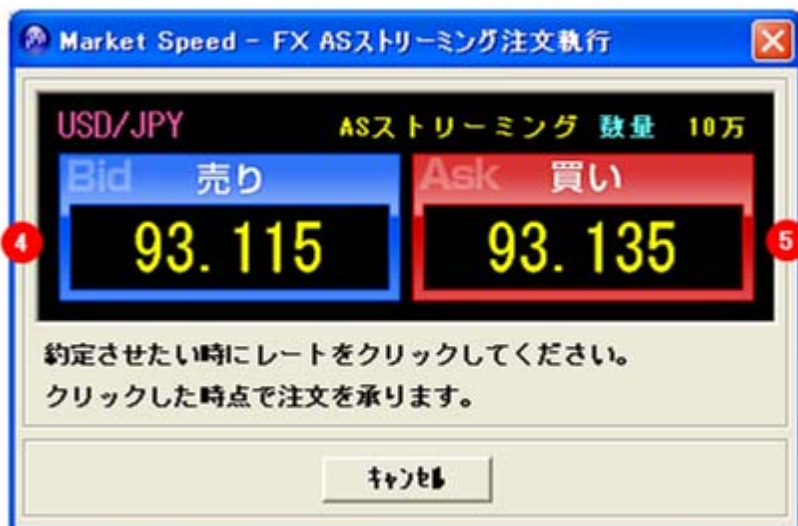 Market Speed - FX ASストリーミング注文執行
USD/JPY ASストリーミング 数量 10万
Bid 売り Ask 買い
4 93.115 93.135 5
約定させたい時にレートをクリックしてください。
クリックした時点で注文を承ります。
キャンセル